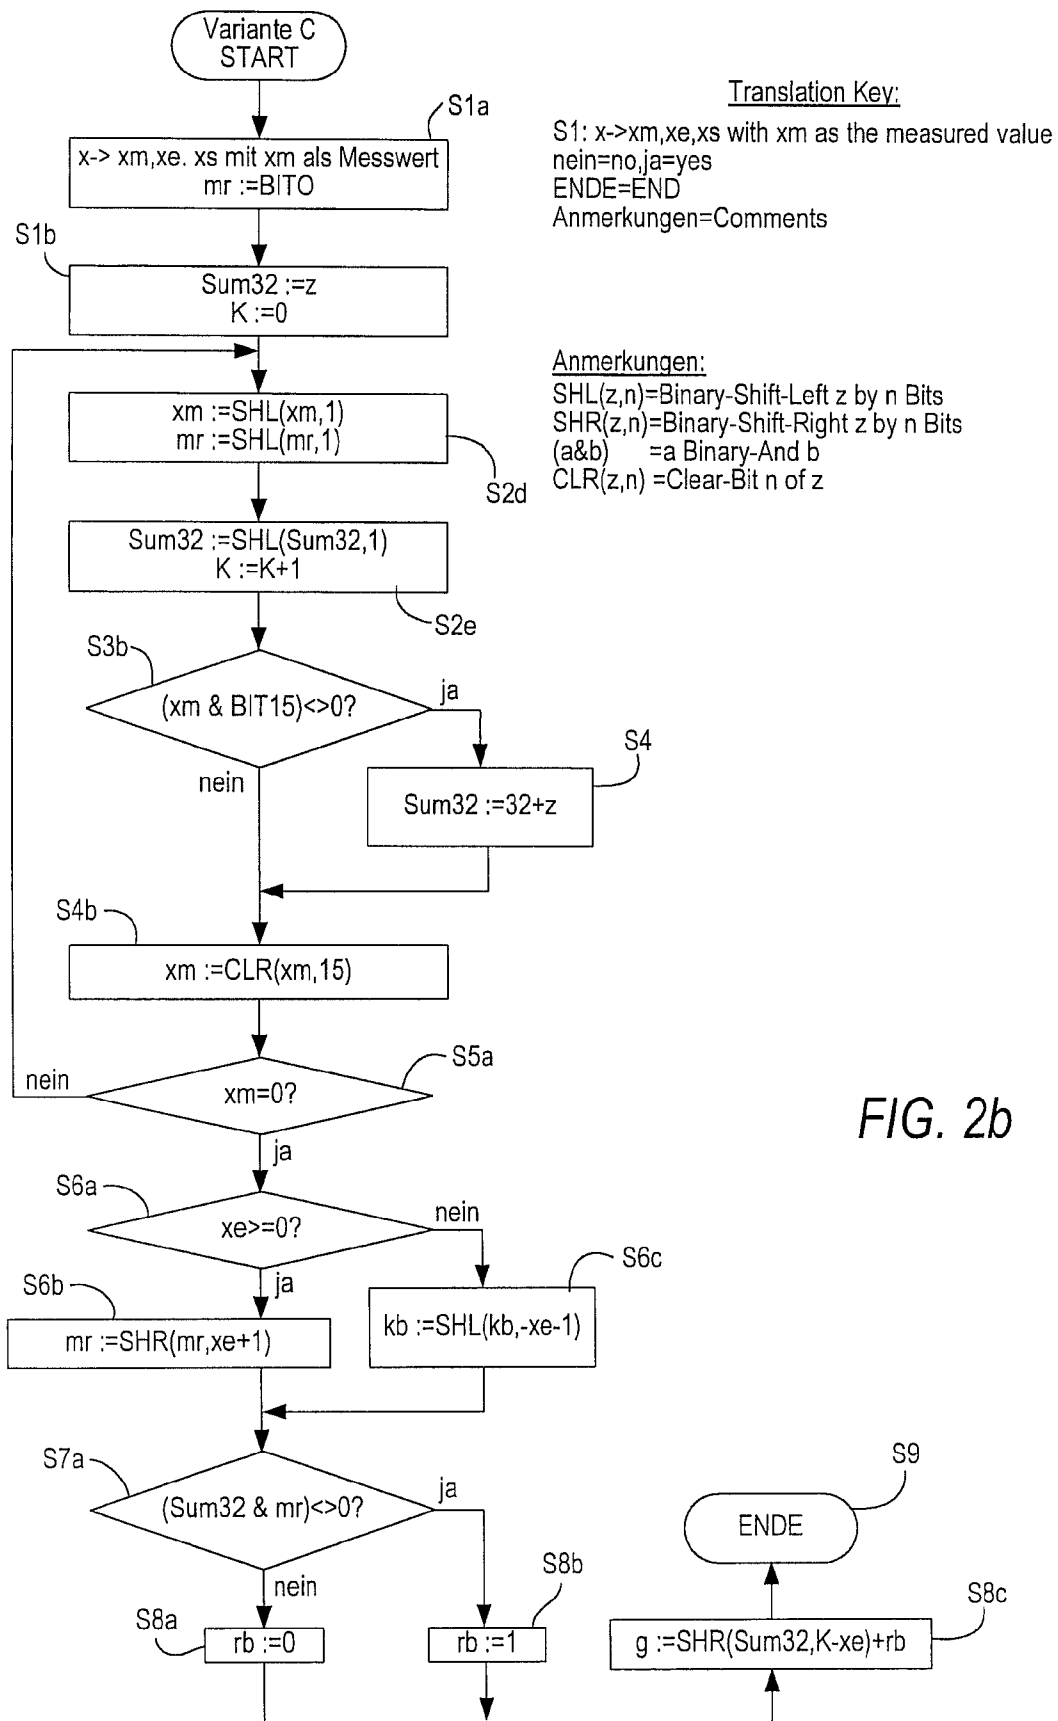 Variante C
START
Translation Key:
S1a
S1: x->xm,xe,xs with xm as the measured value
nein=no,ja=yes
ENDE=END
Anmerkungen=Comments
x-> xm,xe. xs mit xm als Messwert
mr :=BITO
S1b
Sum32 :=z
K :=0
Anmerkungen:
SHL(z,n)=Binary-Shift-Left z by n Bits
SHR(z,n)=Binary-Shift-Right z by n Bits
(a&b) =a Binary-And b
CLR(z,n) =Clear-Bit n of z
xm :=SHL(xm,1)
mr :=SHL(mr,1)
S2d
Sum32 :=SHL(Sum32,1)
K :=K+1
S2e
S3b
(xm & BIT15)<>0?
ja
nein
S4
Sum32 :=32+z
S4b
xm :=CLR(xm,15)
S5a
nein
xm=0?
ja
FIG. 2b
S6a
xe>=0?
nein
ja
S6b
mr :=SHR(mr,xe+1)
S6c
kb :=SHL(kb,-xe-1)
S7a
(Sum32 & mr)<>0?
ja
nein
S9
ENDE
S8a
rb :=0
S8b
rb :=1
S8c
g :=SHR(Sum32,K-xe)+rb